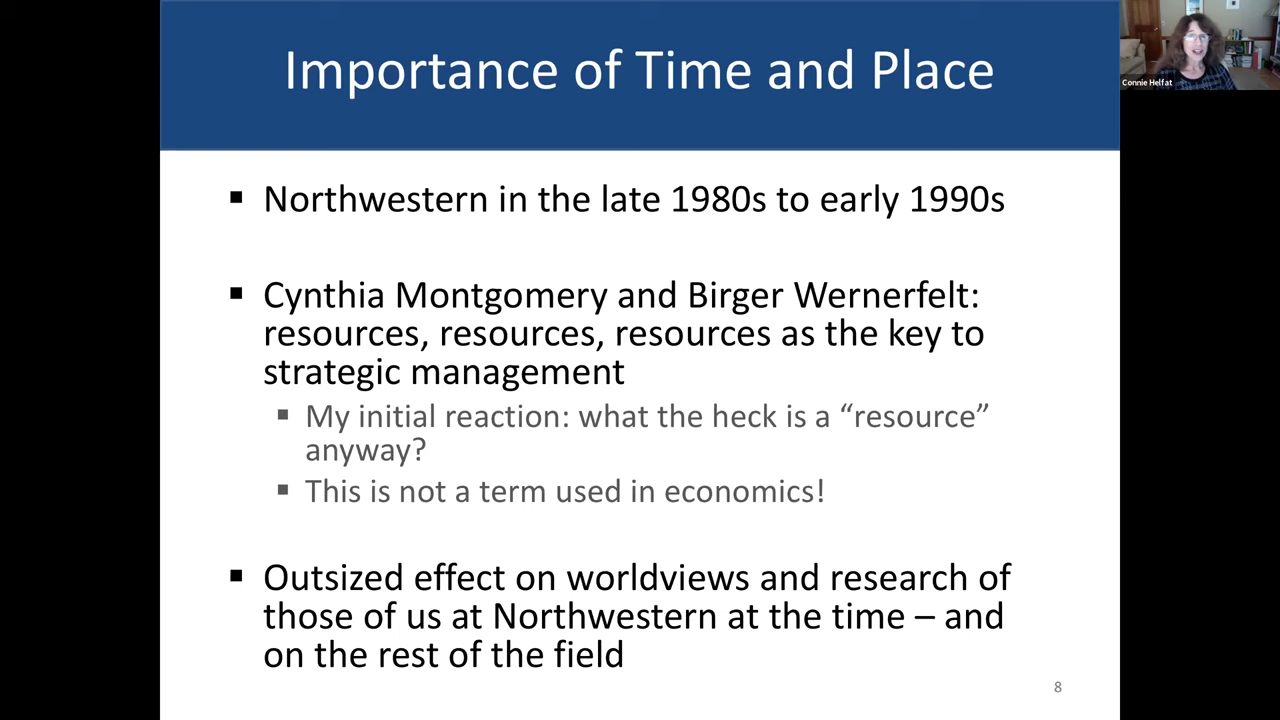 Importance of Time and Place
Connie Helfat
▪ Northwestern in the late 1980s to early 1990s
▪ Cynthia Montgomery and Birger Wernerfelt:
resources, resources, resources as the key to
strategic management
▪ My initial reaction: what the heck is a “resource”
anyway?
▪ This is not a term used in economics!
▪ Outsized effect on worldviews and research of
those of us at Northwestern at the time – and
on the rest of the field
8